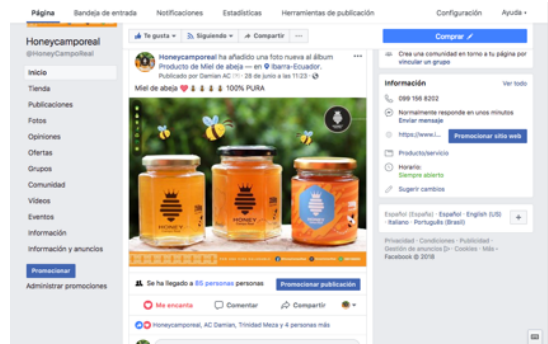 Página Bandeja de entrada Notificaciones Estadísticas Herramientas de publicación Configuración Ayuda
Honeycamporeal
@HoneyCampoReal
Inicio
Tienda
Publicaciones
Fotos
Opiniones
Ofertas
Grupos
Comunidad
Vídeos
Eventos
Información
Información y anuncios
Promocionar
Administrar promociones
Te gusta Siguiendo Compartir ...
Honeycamporeal ha añadido una foto nueva al álbum
Producto de Miel de abeja — en Ibarra-Ecuador.
Publicado por Damian AC · 28 de junio a las 11:23 ·
Miel de abeja 100% PURA
HONEY
HONEY
HONEY
Se ha llegado a 85 personas personas
Promocionar publicación
Me encanta Comentar Compartir
Honeycamporeal, AC Damian, Trinidad Meza y 4 personas más
Comprar
Crea una comunidad en torno a tu página por
vincular un grupo
Información Ver todo
099 156 8202
Normalmente responde en unos minutos
Enviar mensaje
https://www.i...
Promocionar sitio web
Producto/servicio
Horario:
Siempre abierto
Sugerir cambios
Español (España) · Español · English (US)
· Italiano · Português (Brasil)
+
Privacidad · Condiciones · Publicidad ·
Gestión de anuncios · Cookies · Más
Facebook © 2018